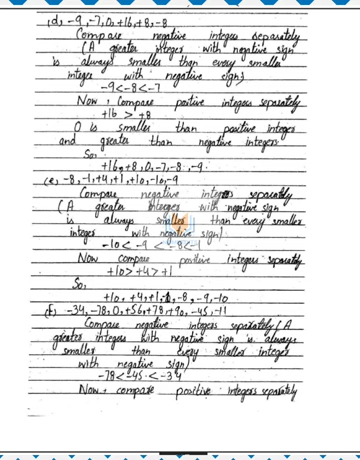 (d) -9, -7, 0, +16, +8, -8
Compare negative integers separately
(A greater integer with negative sign
is always smaller than every smaller
integer with negative sign)
-9<-8<-7
Now, Compare positive integers separately
+16 > +8
0 is smaller than positive integer
and greater than negative integers.
So,
+16, +8, 0, -7, -8, -9.
(e) -8, -1, +4, +1, +10, -10, -9
Compare negative integers separately
(A greater integer with negative sign
is always smaller than every smaller
integer with negative sign)
-10< -9 < -8<-1
Now compare positive integers separately
+10> +4> +1
So,
+10, +4, +1, -8, -9, -10
(f) -34, -78, 0, +56, +78, +90, -45, -11
Compare negative integers separately (A
greater integers with negative sign is always
smaller than every smaller integer
with negative sign)
-78<-45<-34
Now, compare positive integers separately